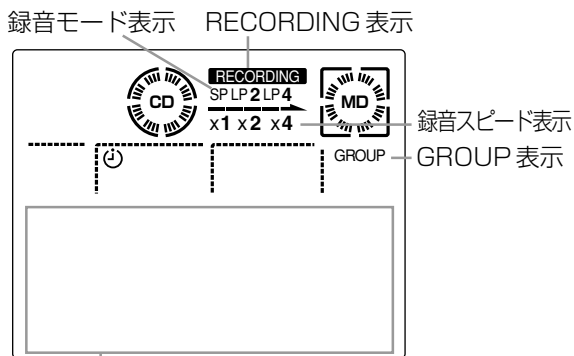 録音モード表示 RECORDING 表示
RECORDING
SP LP2 LP4
CD
MD
x1 x2 x4
録音スピード表示
GROUP
GROUP 表示